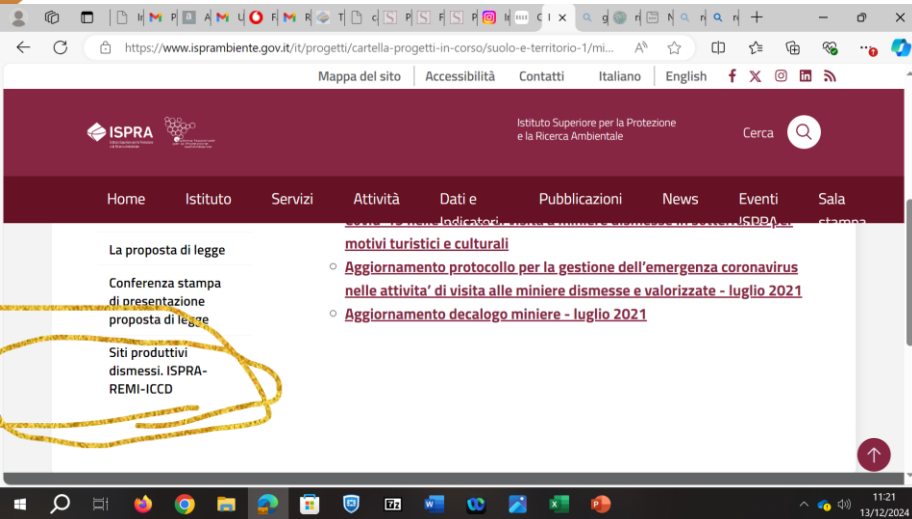 https://www.isprambiente.gov.it/it/progetti/cartella-progetti-in-corso/suolo-e-territorio-1/mi...
Mappa del sito Accessibilità Contatti Italiano English
ISPRA
Istituto Superiore per la Protezione
e la Ricerca Ambientale
Cerca
Home Istituto Servizi Attività Dati e Pubblicazioni News Eventi Sala
Indicatori ISPRA stampa
motivi turistici e culturali
La proposta di legge
Aggiornamento protocollo per la gestione dell'emergenza coronavirus
nelle attivita' di visita alle miniere dismesse e valorizzate - luglio 2021
Aggiornamento decalogo miniere - luglio 2021
Conferenza stampa
di presentazione
proposta di legge
Siti produttivi
dismessi. ISPRA-
REMI-ICCD
11:21
13/12/2024